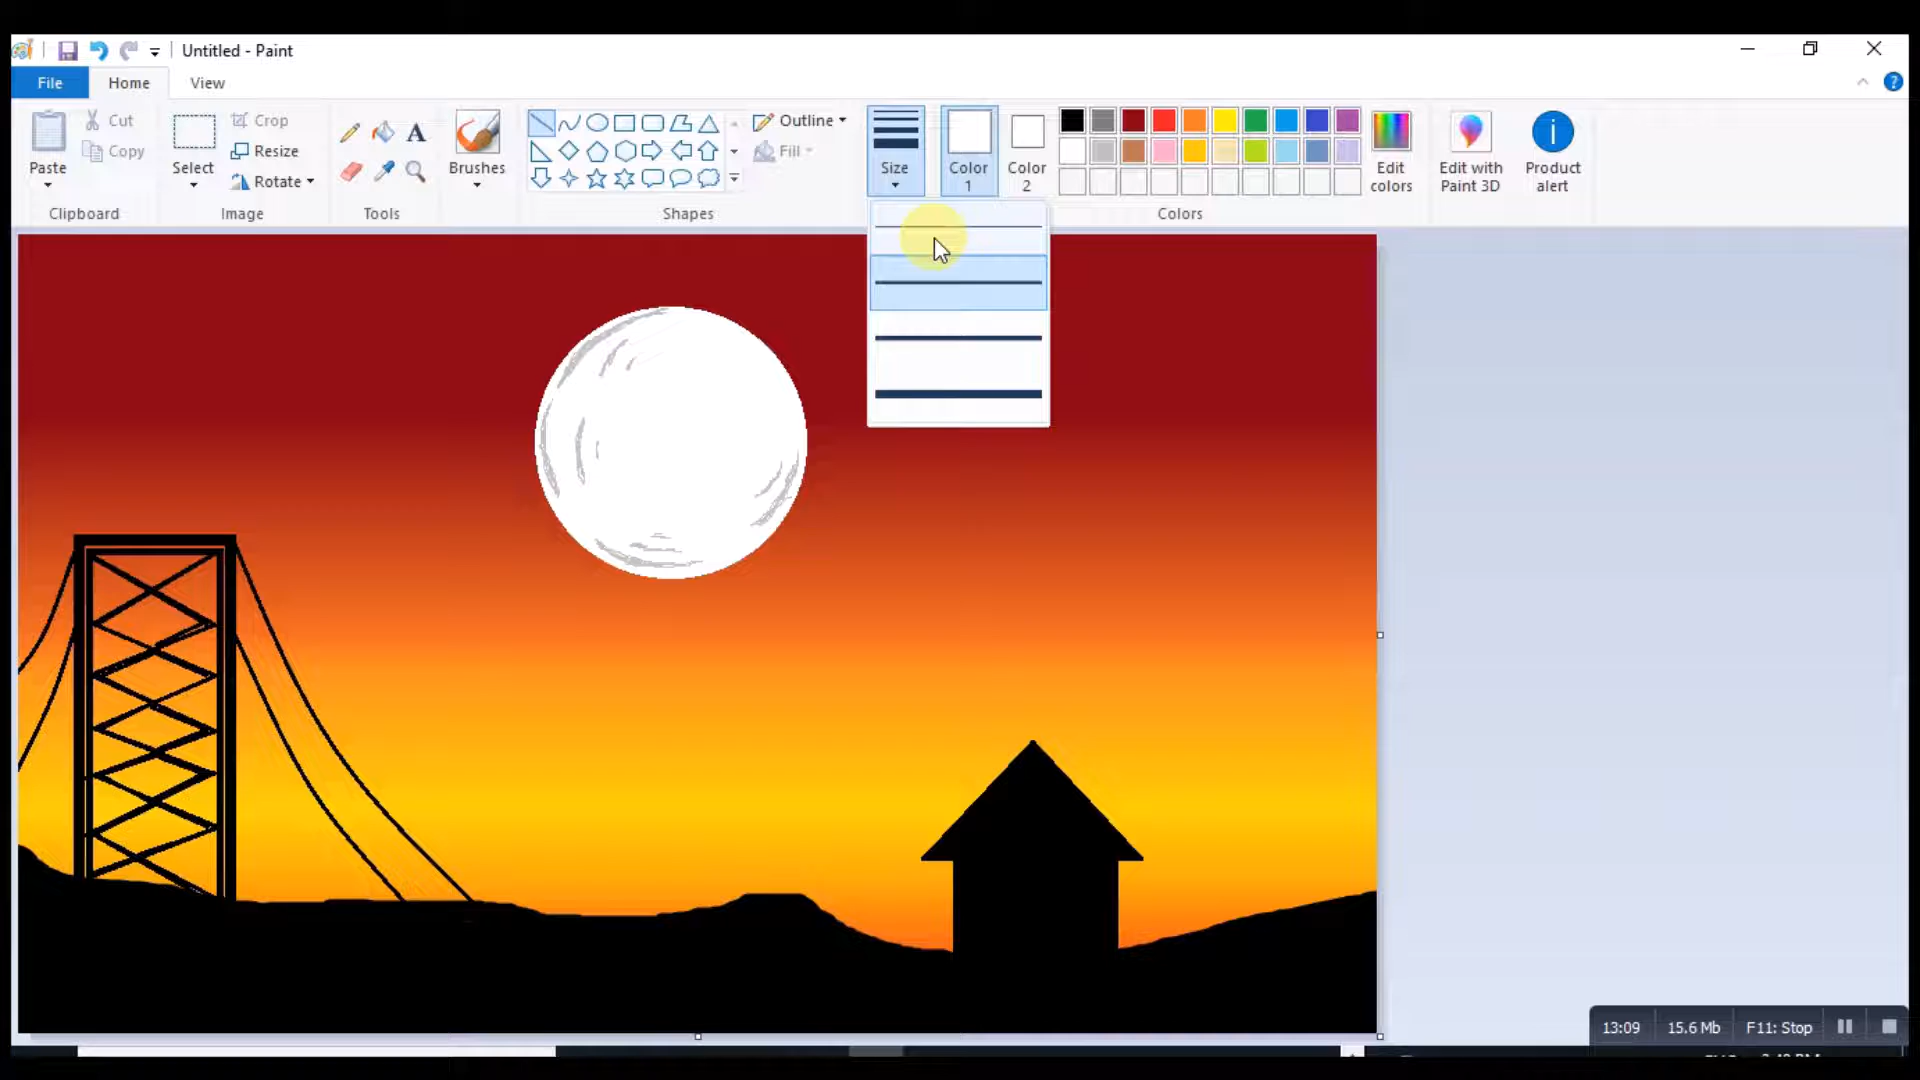 Untitled - Paint
File Home View
Paste
Cut
Copy
Clipboard
Select
Crop
Resize
Rotate
Image
Tools
Brushes
Shapes
Outline
Fill
Size
Color
1
Color
2
Colors
Edit
colors
Edit with
Paint 3D
Product
alert
13:09 15.6 Mb F11: Stop